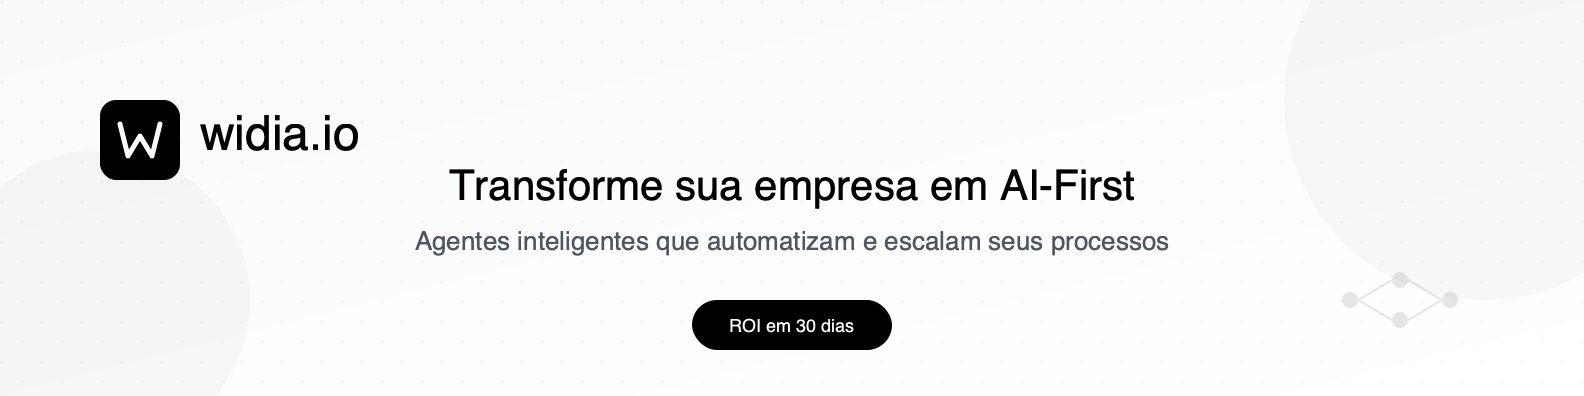 W
widia.io
Transforme sua empresa em AI-First
Agentes inteligentes que automatizam e escalam seus processos
ROI em 30 dias